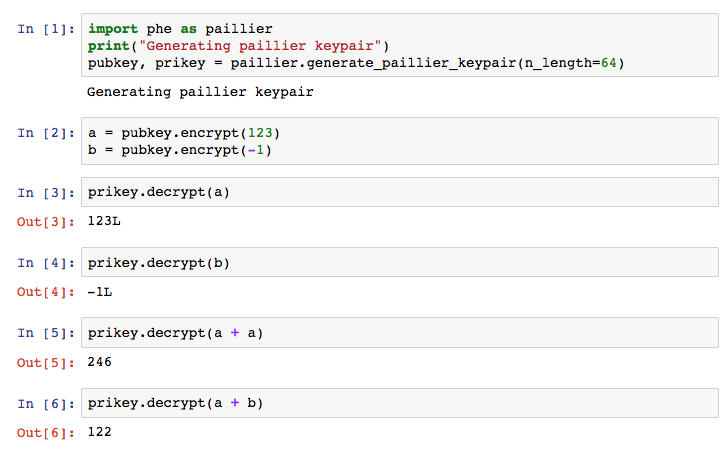 In [1]: import phe as paillier
print("Generating paillier keypair")
pubkey, prikey = paillier.generate_paillier_keypair(n_length=64)
Generating paillier keypair
In [2]: a = pubkey.encrypt(123)
b = pubkey.encrypt(-1)
In [3]: prikey.decrypt(a)
Out[3]: 123L
In [4]: prikey.decrypt(b)
Out[4]: -1L
In [5]: prikey.decrypt(a + a)
Out[5]: 246
In [6]: prikey.decrypt(a + b)
Out[6]: 122